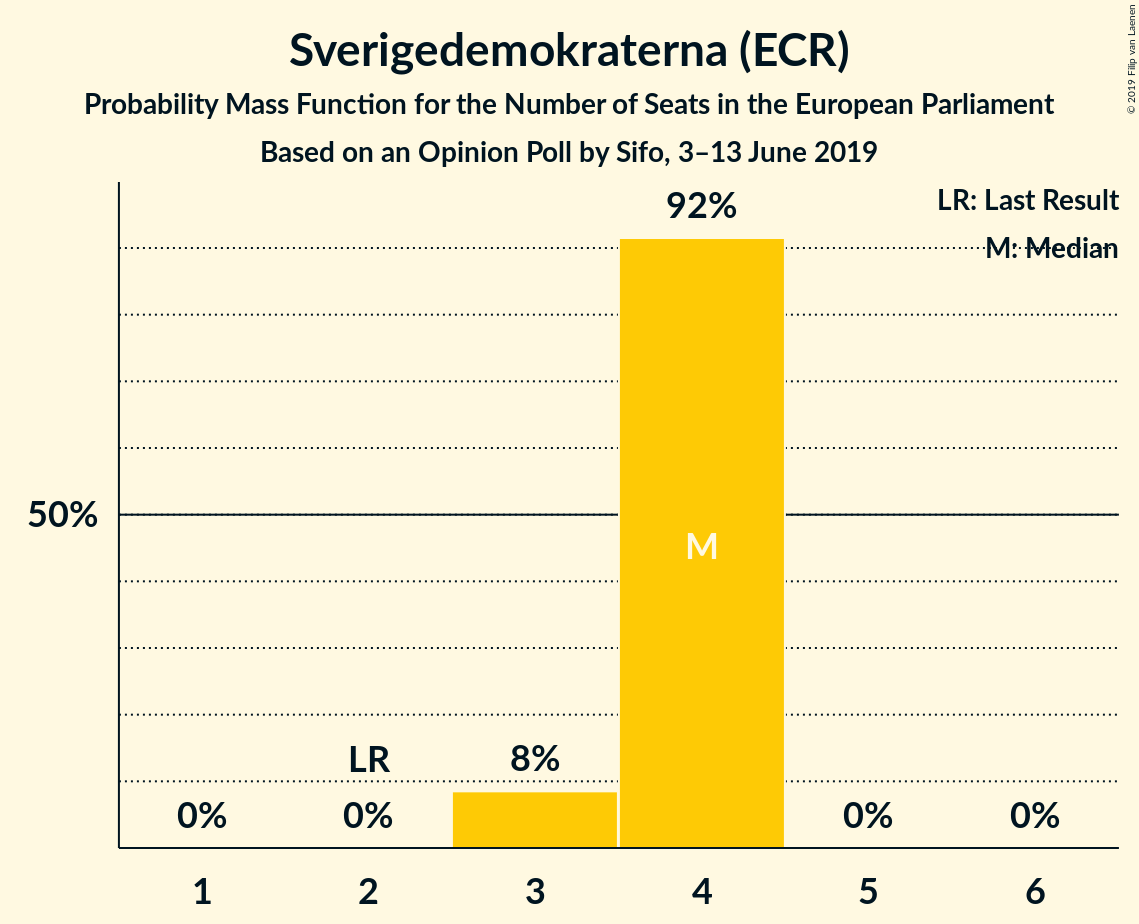 Sverigedemokraterna (ECR)
Probability Mass Function for the Number of Seats in the European Parliament
Based on an Opinion Poll by Sifo, 3–13 June 2019
© 2019 Filip van Laenen
LR: Last Result
M: Median
92%
50%
M
LR
8%
0%
0%
0%
0%
1
2
3
4
5
6